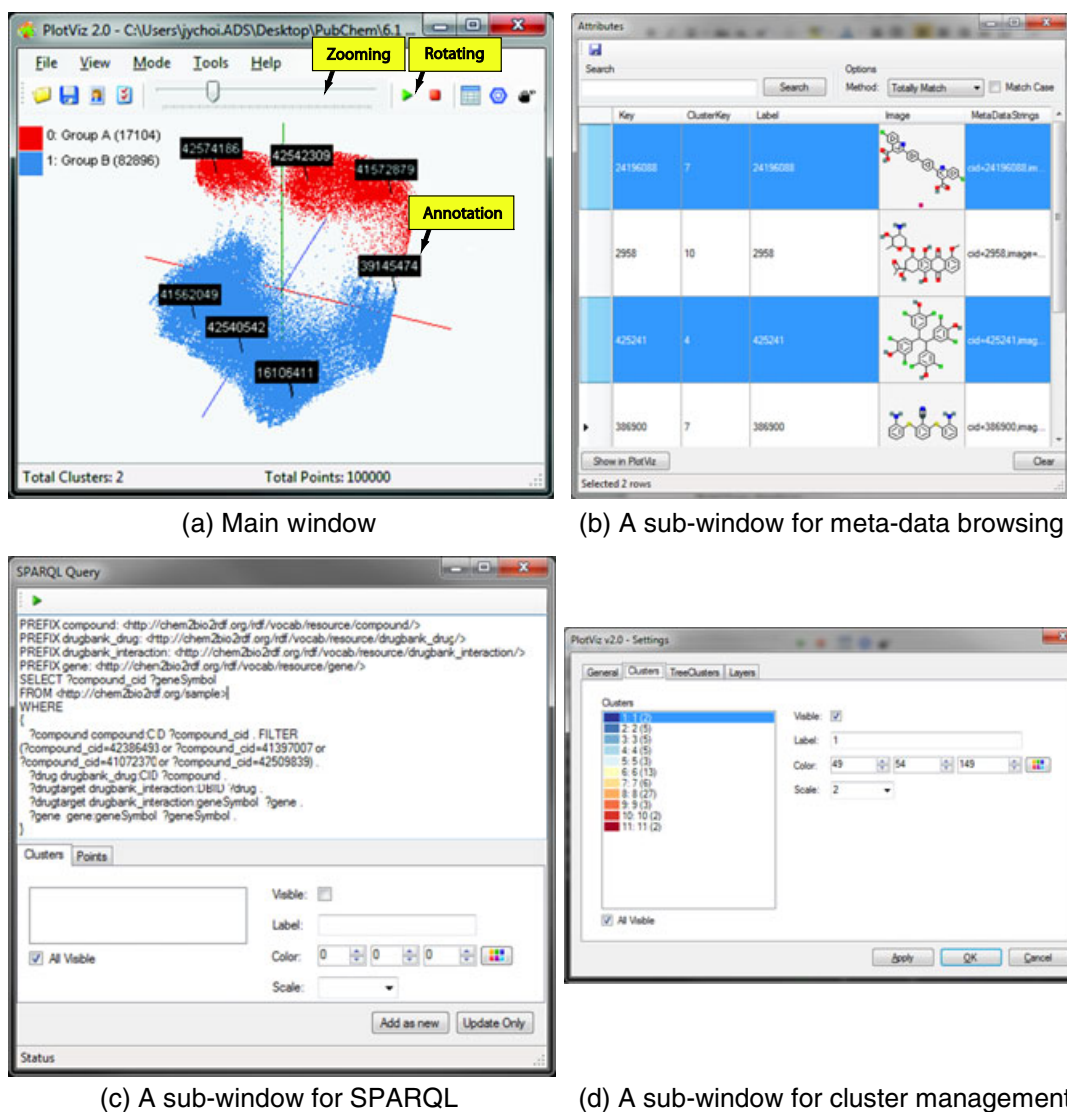 PlotViz 2.0 - C:\Users\jychoi.ADS\Desktop\PubChem\6.1 ...
File View Mode Tools Help
Zooming
Rotating
0: Group A (17104)
1: Group B (82896)
42574186
42542309
41572879
Annotation
39145474
41562049
42540542
16106411
Total Clusters: 2 Total Points: 100000
(a) Main window
Attributes
Search
Options
Search
Method: Totally Match
Match Case
Key ClusterKey Label Image MetaDataStrings
24196088 7 24196088 cid=24196088,im...
2958 10 2958 cid=2958,image=...
425241 4 425241 cid=425241,imag...
386900 7 386900 cid=386900,imag...
Show in PlotViz
Clear
Selected 2 rows
(b) A sub-window for meta-data browsing
SPARQL Query
PREFIX compound: <http://chem2bio2rdf.org/rdf/vocab/resource/compound/>
PREFIX drugbank_drug: <http://chem2bio2rdf.org/rdf/vocab/resource/drugbank_drug/>
PREFIX drugbank_interaction: <http://chem2bio2rdf.org/rdf/vocab/resource/drugbank_interaction/>
PREFIX gene: <http://chem2bio2rdf.org/rdf/vocab/resource/gene/>
SELECT ?compound_cid ?geneSymbol
FROM <http://chem2bio2rdf.org/sample>
WHERE
{
?compound compound:CID ?compound_cid . FILTER
(?compound_cid=42386493 or ?compound_cid=41397007 or
?compound_cid=41072370 or ?compound_cid=42509839) .
?drug drugbank_drug:CID ?compound .
?drugtarget drugbank_interaction:DBID ?drug .
?drugtarget drugbank_interaction:geneSymbol ?gene .
?gene gene:geneSymbol ?geneSymbol .
}
Clusters Points
Visible:
Label:
All Visible
Color: 0 0 0
Scale:
Add as new
Update Only
Status
(c) A sub-window for SPARQL
PlotViz v2.0 - Settings
General Clusters TreeClusters Layers
Clusters
1: 1 (2)
2: 2 (5)
3: 3 (5)
4: 4 (5)
5: 5 (3)
6: 6 (13)
7: 7 (6)
8: 8 (27)
9: 9 (3)
10: 10 (2)
11: 11 (2)
Visible:
Label: 1
Color: 49 54 149
Scale: 2
All Visible
Apply OK Cancel
(d) A sub-window for cluster management